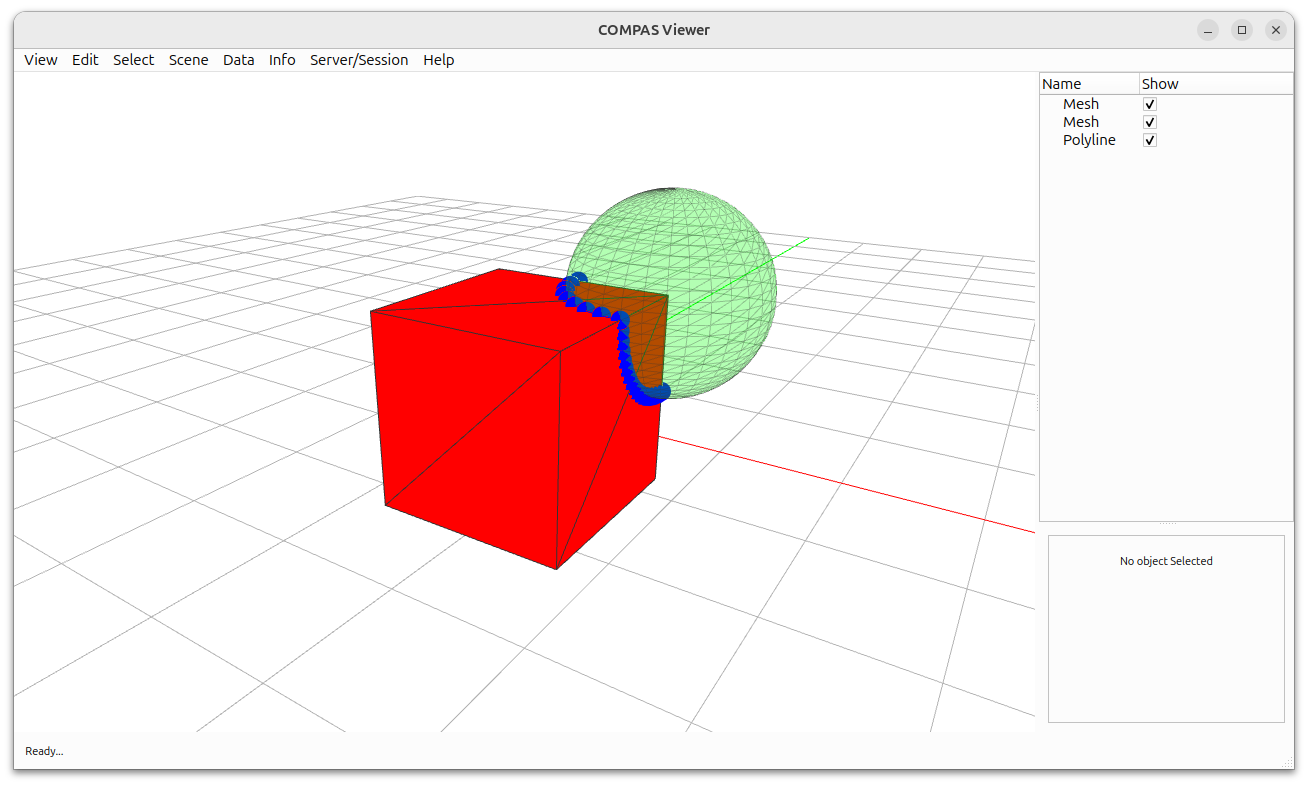 COMPAS Viewer
View Edit Select Scene Data Info Server/Session Help
Name Show
Mesh
Mesh
Polyline
No object Selected
Ready...